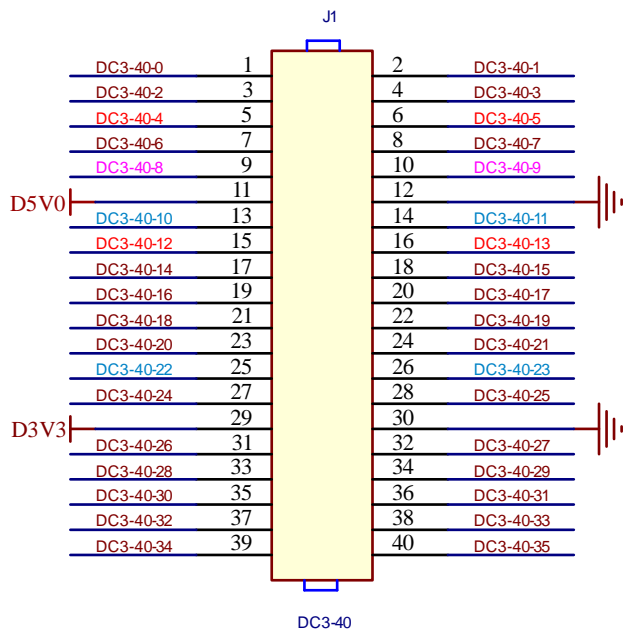 J1
DC3-40-0 1 2 DC3-40-1
DC3-40-2 3 4 DC3-40-3
DC3-40-4 5 6 DC3-40-5
DC3-40-6 7 8 DC3-40-7
DC3-40-8 9 10 DC3-40-9
D5V0 11 12
DC3-40-10 13 14 DC3-40-11
DC3-40-12 15 16 DC3-40-13
DC3-40-14 17 18 DC3-40-15
DC3-40-16 19 20 DC3-40-17
DC3-40-18 21 22 DC3-40-19
DC3-40-20 23 24 DC3-40-21
DC3-40-22 25 26 DC3-40-23
DC3-40-24 27 28 DC3-40-25
D3V3 29 30
DC3-40-26 31 32 DC3-40-27
DC3-40-28 33 34 DC3-40-29
DC3-40-30 35 36 DC3-40-31
DC3-40-32 37 38 DC3-40-33
DC3-40-34 39 40 DC3-40-35
DC3-40